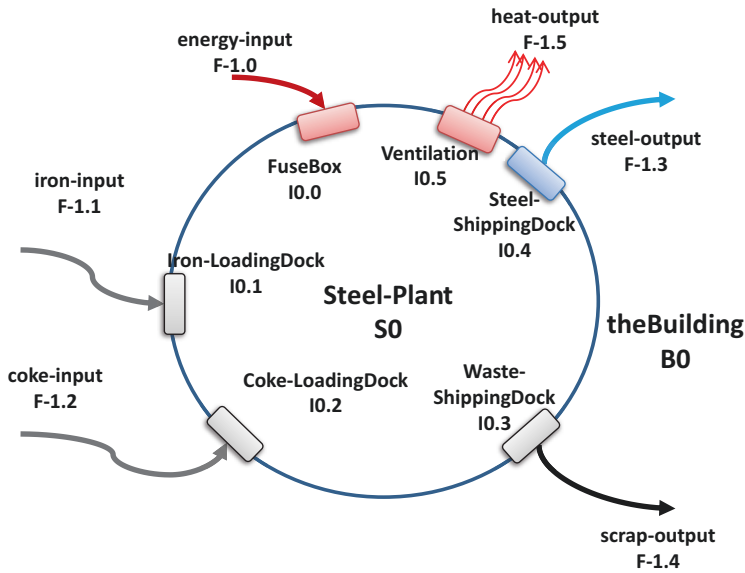 heat-output
F-1.5
energy-input
F-1.0
steel-output
F-1.3
Ventilation
I0.5
FuseBox
I0.0
iron-input
F-1.1
Steel-
ShippingDock
I0.4
Iron-LoadingDock
I0.1
Steel-Plant
S0
theBuilding
B0
coke-input
F-1.2
Coke-LoadingDock
I0.2
Waste-
ShippingDock
I0.3
scrap-output
F-1.4